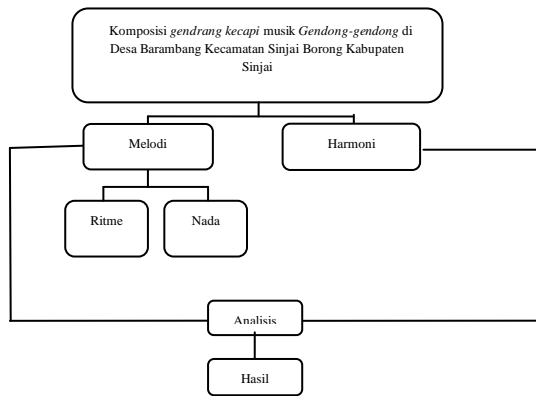 Komposisi gendrang kecapi musik Gendong-gendong di
Desa Barambang Kecamatan Sinjai Borong Kabupaten
Sinjai
Melodi
Harmoni
Ritme
Nada
Analisis
Hasil